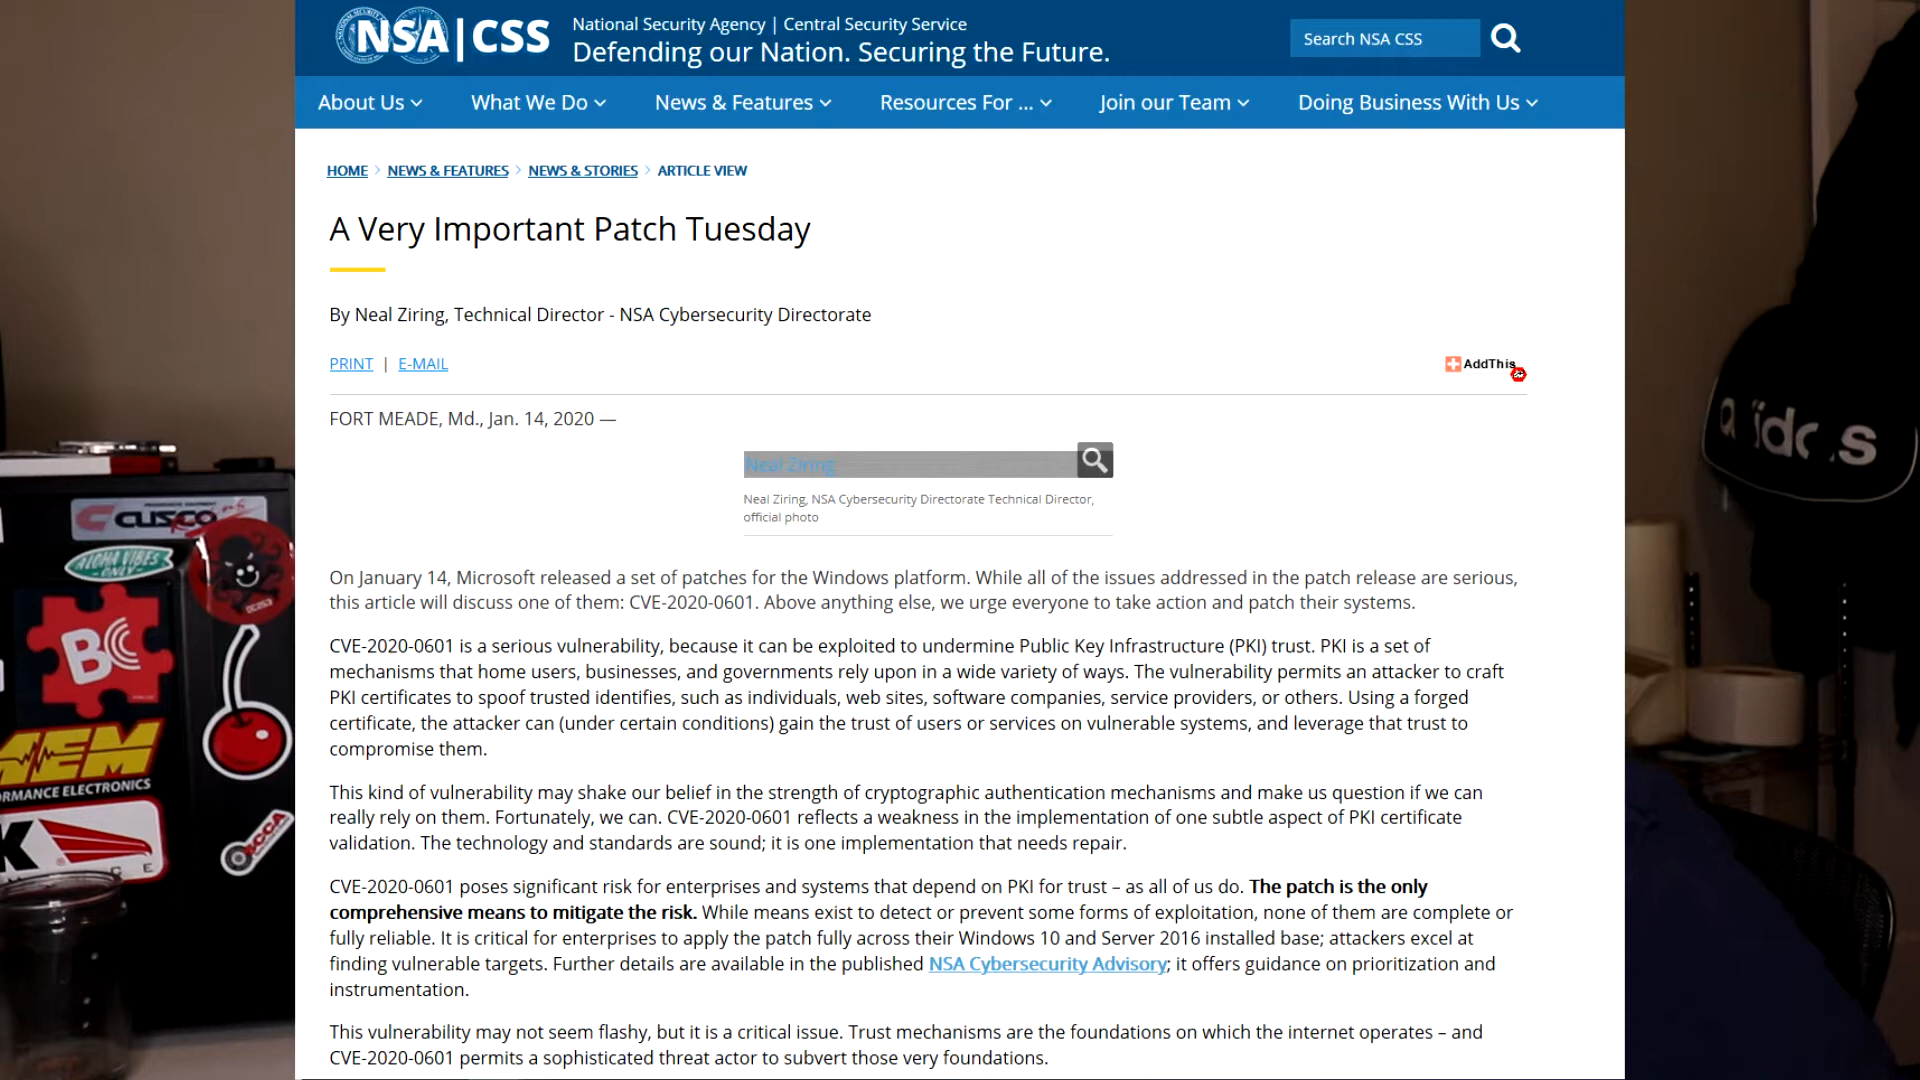 NSA|CSS
National Security Agency | Central Security Service
Defending our Nation. Securing the Future.
Search NSA CSS
About Us
What We Do
News & Features
Resources For ...
Join our Team
Doing Business With Us
HOME > NEWS & FEATURES > NEWS & STORIES > ARTICLE VIEW
A Very Important Patch Tuesday
By Neal Ziring, Technical Director - NSA Cybersecurity Directorate
PRINT | E-MAIL
AddThis
FORT MEADE, Md., Jan. 14, 2020 —
Neal Ziring
Neal Ziring, NSA Cybersecurity Directorate Technical Director,
official photo
On January 14, Microsoft released a set of patches for the Windows platform. While all of the issues addressed in the patch release are serious,
this article will discuss one of them: CVE-2020-0601. Above anything else, we urge everyone to take action and patch their systems.
CVE-2020-0601 is a serious vulnerability, because it can be exploited to undermine Public Key Infrastructure (PKI) trust. PKI is a set of
mechanisms that home users, businesses, and governments rely upon in a wide variety of ways. The vulnerability permits an attacker to craft
PKI certificates to spoof trusted identifies, such as individuals, web sites, software companies, service providers, or others. Using a forged
certificate, the attacker can (under certain conditions) gain the trust of users or services on vulnerable systems, and leverage that trust to
compromise them.
This kind of vulnerability may shake our belief in the strength of cryptographic authentication mechanisms and make us question if we can
really rely on them. Fortunately, we can. CVE-2020-0601 reflects a weakness in the implementation of one subtle aspect of PKI certificate
validation. The technology and standards are sound; it is one implementation that needs repair.
CVE-2020-0601 poses significant risk for enterprises and systems that depend on PKI for trust – as all of us do. The patch is the only
comprehensive means to mitigate the risk. While means exist to detect or prevent some forms of exploitation, none of them are complete or
fully reliable. It is critical for enterprises to apply the patch fully across their Windows 10 and Server 2016 installed base; attackers excel at
finding vulnerable targets. Further details are available in the published NSA Cybersecurity Advisory; it offers guidance on prioritization and
instrumentation.
This vulnerability may not seem flashy, but it is a critical issue. Trust mechanisms are the foundations on which the internet operates – and
CVE-2020-0601 permits a sophisticated threat actor to subvert those very foundations.
CUSCO
ALOHA VIBES
ONLY
BC
AEM
RMANCE ELECTRONICS
K
SCCA
adidas